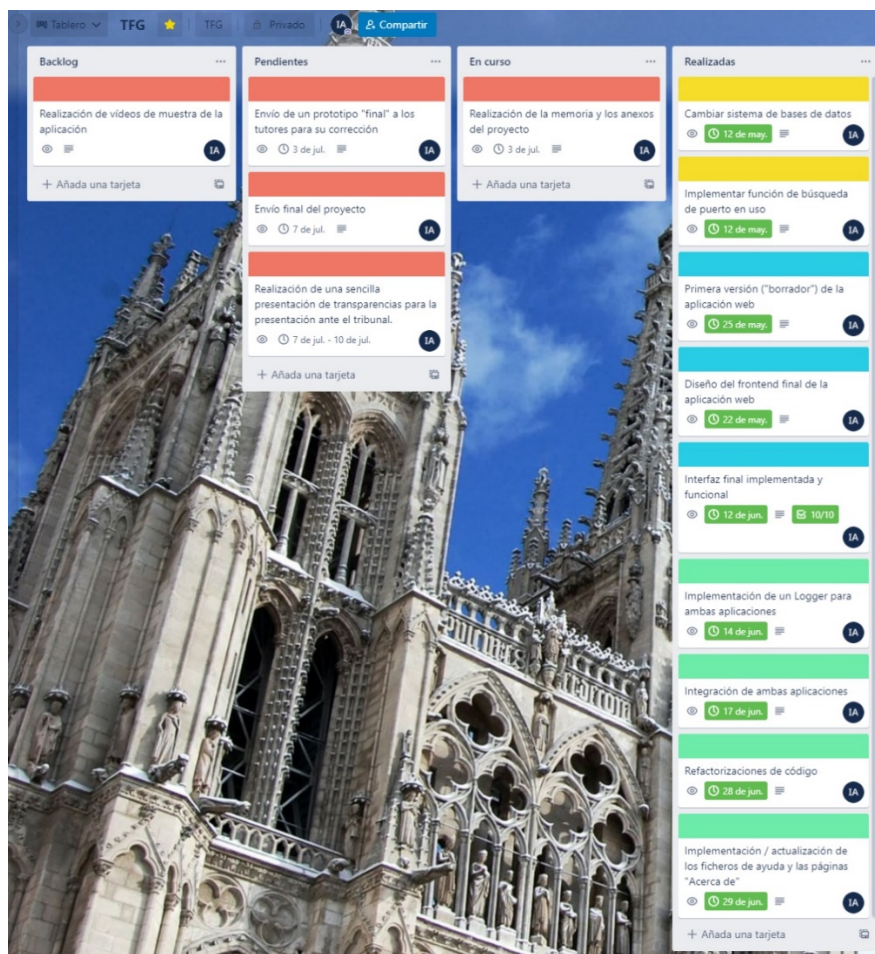 Tablero
TFG
TFG
Privado
IA
Compartir
Backlog
Realización de vídeos de muestra de la
aplicación
IA
+ Añada una tarjeta
Pendientes
Envío de un prototipo "final" a los
tutores para su corrección
3 de jul.
IA
Envío final del proyecto
7 de jul.
IA
Realización de una sencilla
presentación de transparencias para la
presentación ante el tribunal.
7 de jul. - 10 de jul.
IA
+ Añada una tarjeta
En curso
Realización de la memoria y los anexos
del proyecto
3 de jul.
IA
+ Añada una tarjeta
Realizadas
Cambiar sistema de bases de datos
12 de may.
IA
Implementar función de búsqueda
de puerto en uso
12 de may.
IA
Primera versión ("borrador") de la
aplicación web
25 de may.
IA
Diseño del frontend final de la
aplicación web
22 de may.
IA
Interfaz final implementada y
funcional
12 de jun.
10/10
IA
Implementación de un Logger para
ambas aplicaciones
14 de jun.
IA
Integración de ambas aplicaciones
17 de jun.
IA
Refactorizaciones de código
28 de jun.
IA
Implementación / actualización de
los ficheros de ayuda y las páginas
"Acerca de"
29 de jun.
IA
+ Añada una tarjeta